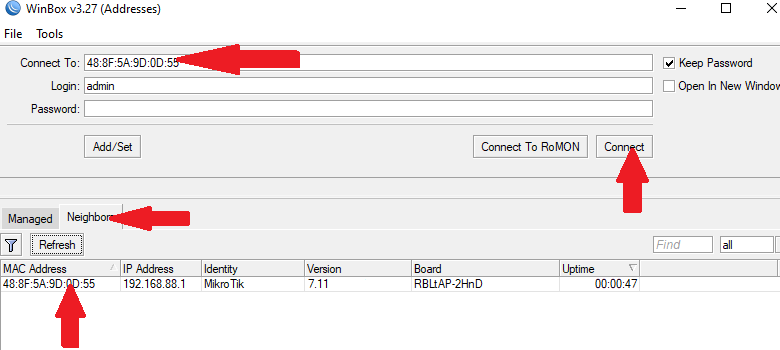 WinBox v3.27 (Addresses)
File Tools
Connect To: 48:8F:5A:9D:0D:55 Keep Password
Login: admin Open In New Window
Password:
Add/Set Connect To RoMON Connect
Managed Neighbors
Refresh Find all
MAC Address IP Address Identity Version Board Uptime
48:8F:5A:9D:0D:55 192.168.88.1 MikroTik 7.11 RBLtAP-2HnD 00:00:47